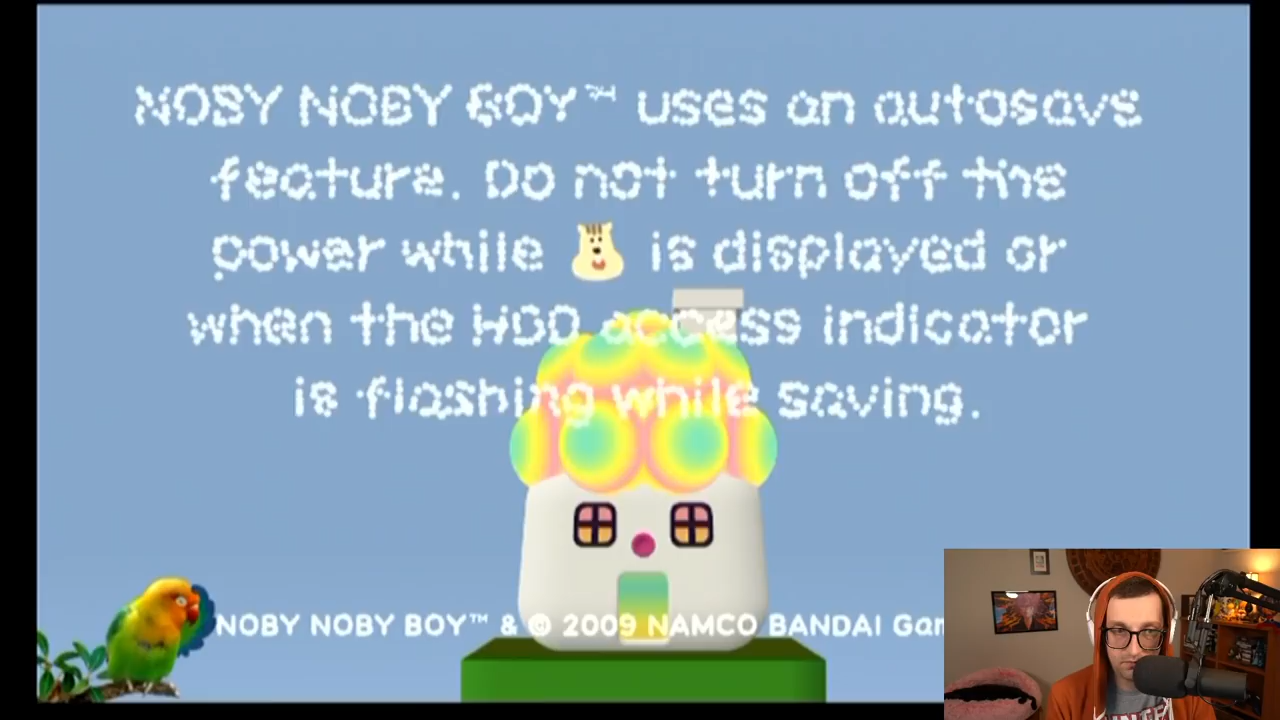 NOBY NOBY BOY™ uses an autosave
feature. Do not turn off the
power while is displayed or
when the HDD access indicator
is flashing while saving.
NOBY NOBY BOY™ & © 2009 NAMCO BANDAI